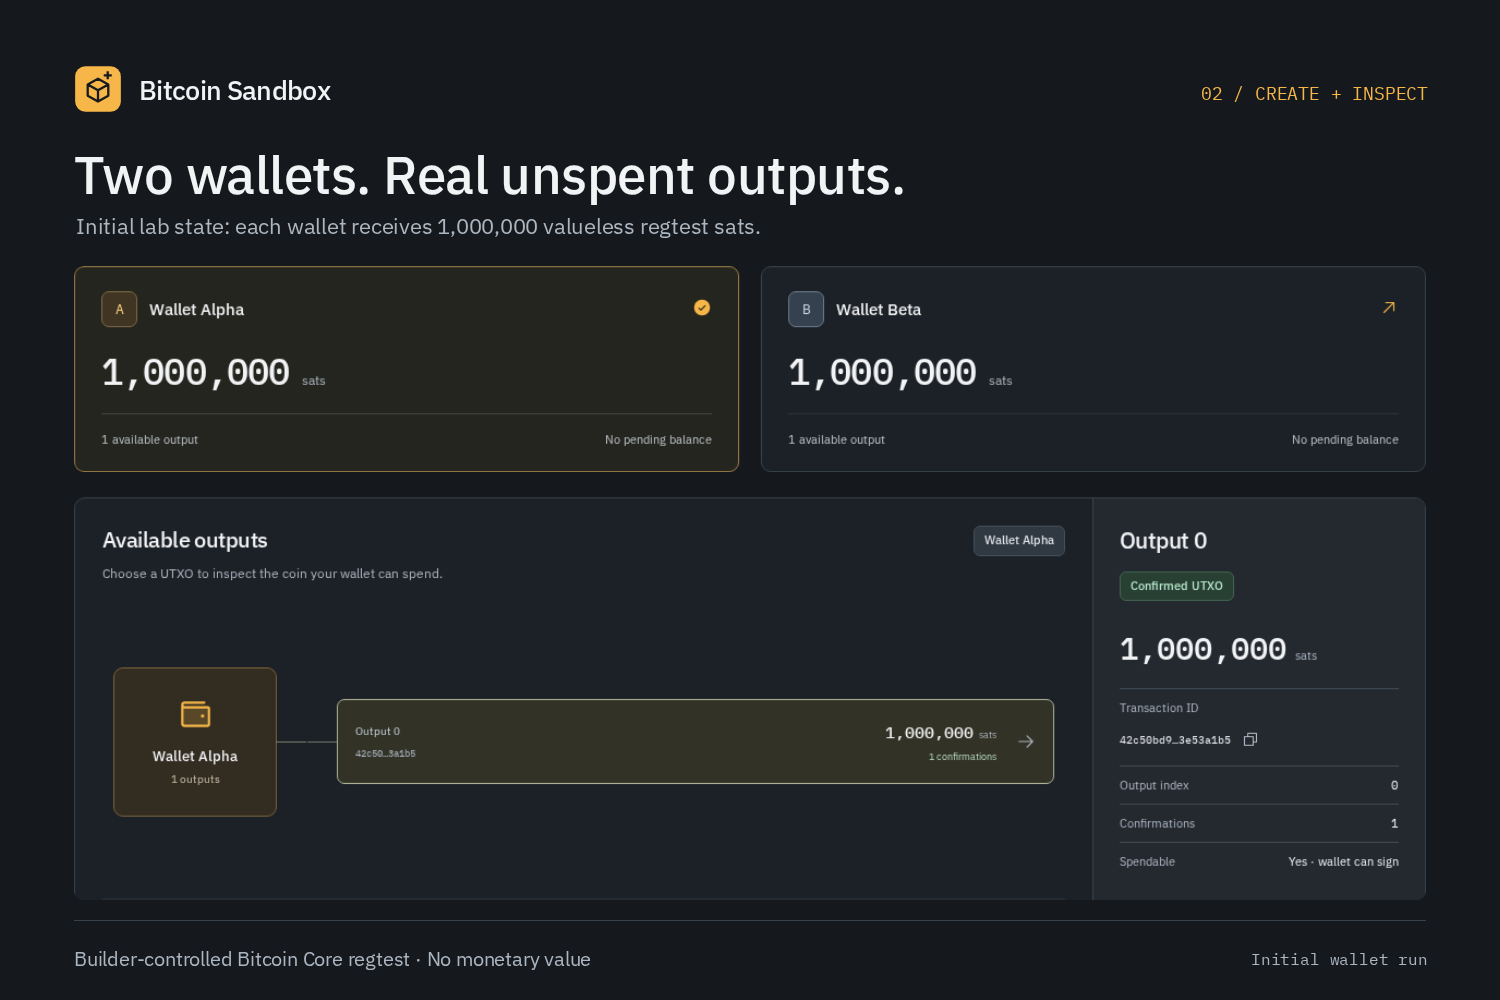 Bitcoin Sandbox
02 / CREATE + INSPECT
Two wallets. Real unspent outputs.
Initial lab state: each wallet receives 1,000,000 valueless regtest sats.
A
Wallet Alpha
1,000,000 sats
1 available output
No pending balance
B
Wallet Beta
1,000,000 sats
1 available output
No pending balance
Available outputs
Wallet Alpha
Choose a UTXO to inspect the coin your wallet can spend.
Wallet Alpha
1 outputs
Output 0
42c50…3a1b5
1,000,000 sats
1 confirmations
Output 0
Confirmed UTXO
1,000,000 sats
Transaction ID
42c50bd9…3e53a1b5
Output index 0
Confirmations 1
Spendable Yes · wallet can sign
Builder-controlled Bitcoin Core regtest · No monetary value
Initial wallet run